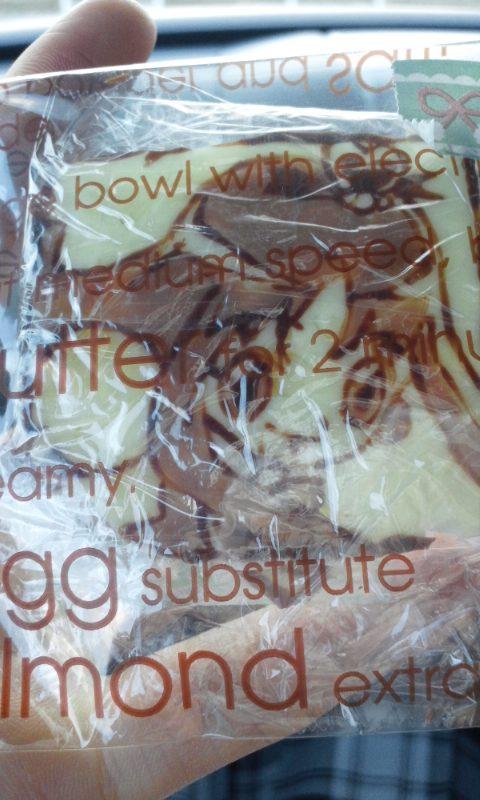 bowl with elec
medium speed, b
utter for 2 minu
eamy.
gg substitute
lmond extra